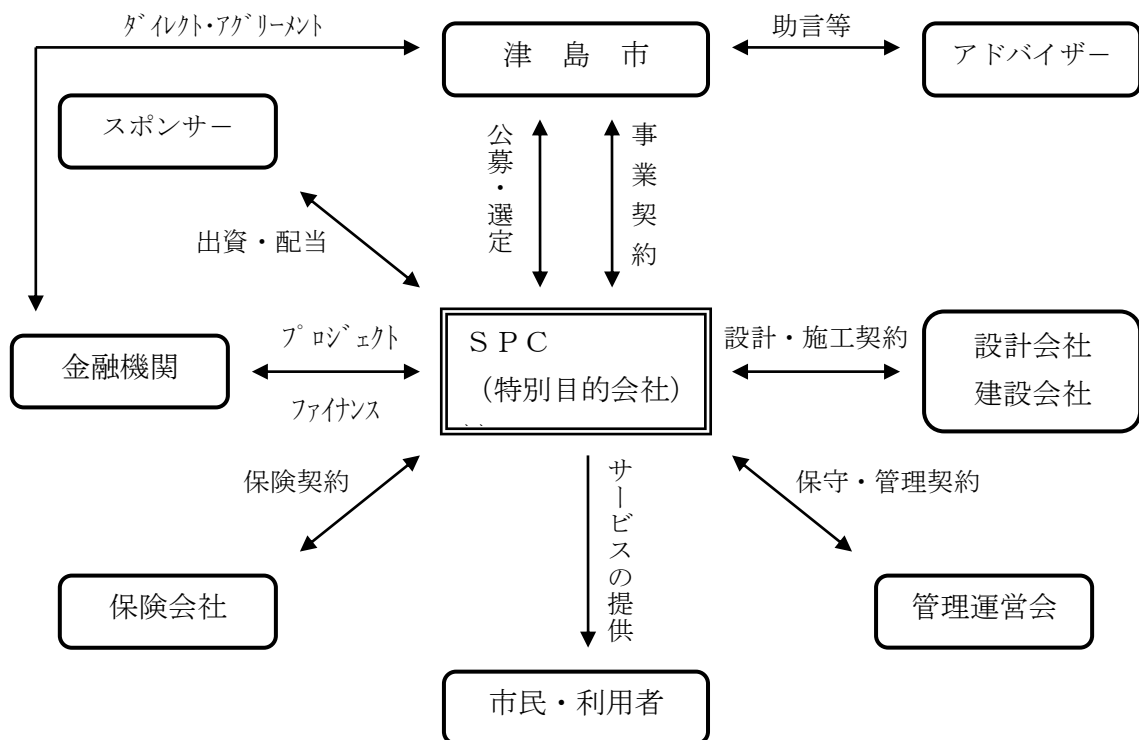 ﾀﾞｲﾚｸﾄ・ｱｸﾞﾘｰﾒﾝﾄ
津　島　市
助言等
アドバイザー
スポンサー
公募・選定
事業契約
出資・配当
金融機関
ﾌﾟﾛｼﾞｪｸﾄ
ﾌｧｲﾅﾝｽ
ＳＰＣ
（特別目的会社）
設計・施工契約
設計会社
建設会社
保険契約
サービスの提供
保守・管理契約
保険会社
管理運営会
市民・利用者